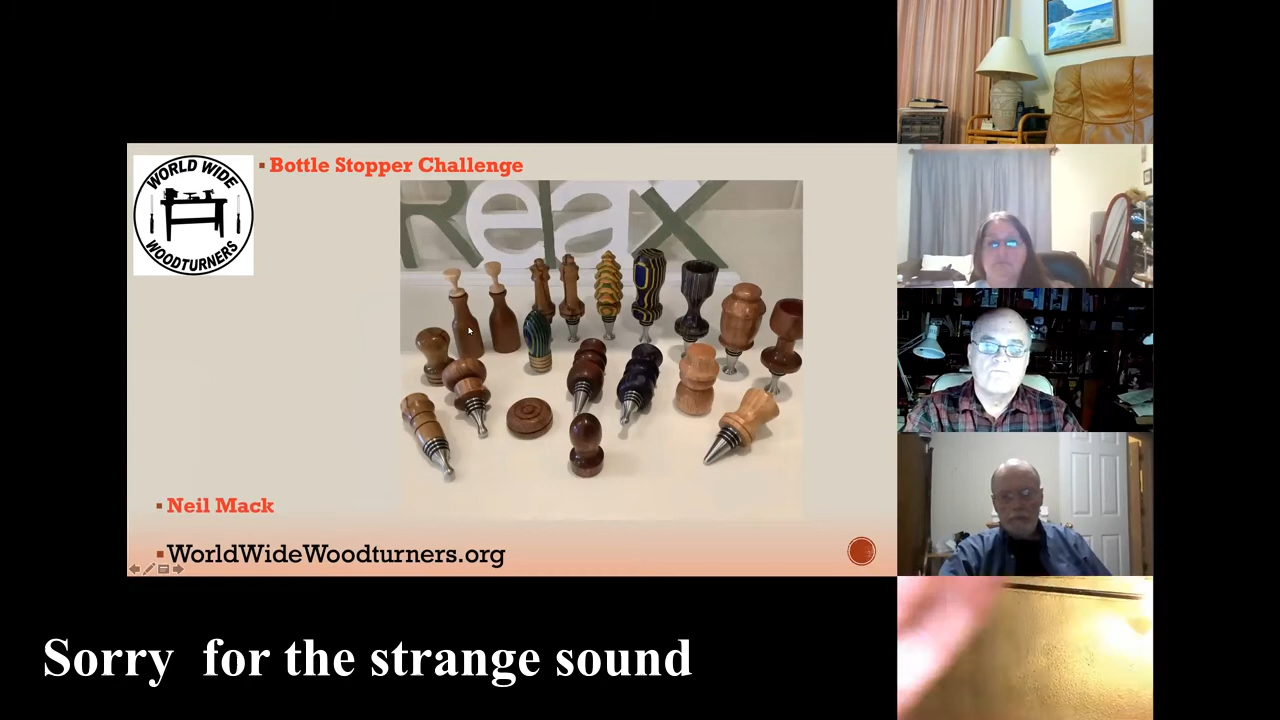 WORLD WIDE
WOODTURNERS
Bottle Stopper Challenge
Relax
Neil Mack
WorldWideWoodturners.org
Sorry for the strange sound